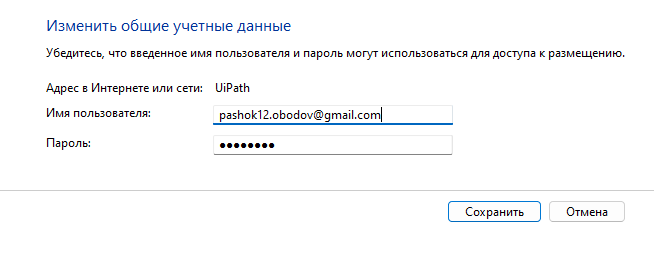 Изменить общие учетные данные
Убедитесь, что введенное имя пользователя и пароль могут использоваться для доступа к размещению.
Адрес в Интернете или сети: UiPath
Имя пользователя: pashok12.obodov@gmail.com
Пароль: ●●●●●●●●
Сохранить Отмена